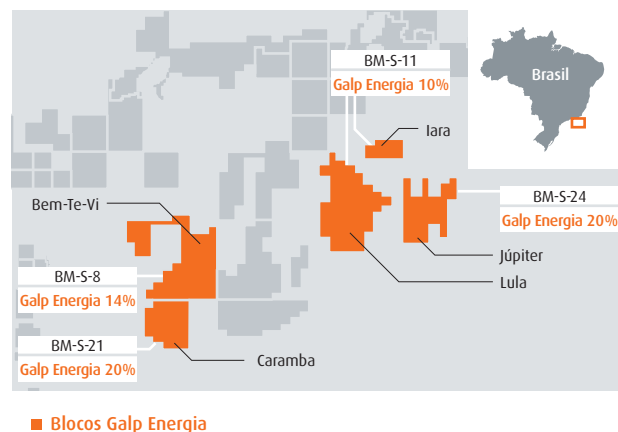 BM-S-11
Galp Energia 10%
Brasil
Iara
BM-S-24
Galp Energia 20%
Bem-Te-Vi
Júpiter
BM-S-8
Galp Energia 14%
Lula
BM-S-21
Galp Energia 20%
Caramba
Blocos Galp Energia